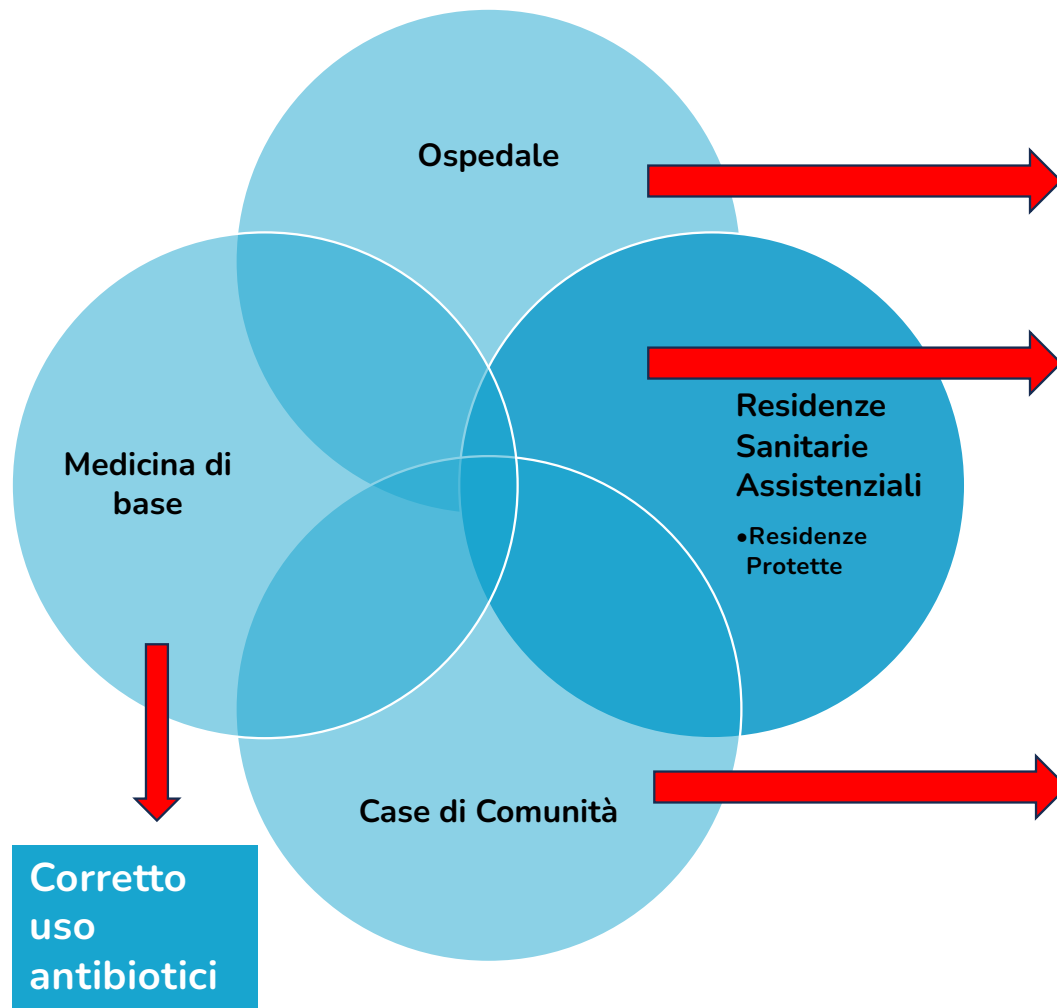 Ospedale
Residenze
Sanitarie
Assistenziali
•Residenze
Protette
Medicina di
base
Case di Comunità
Corretto
uso
antibiotici